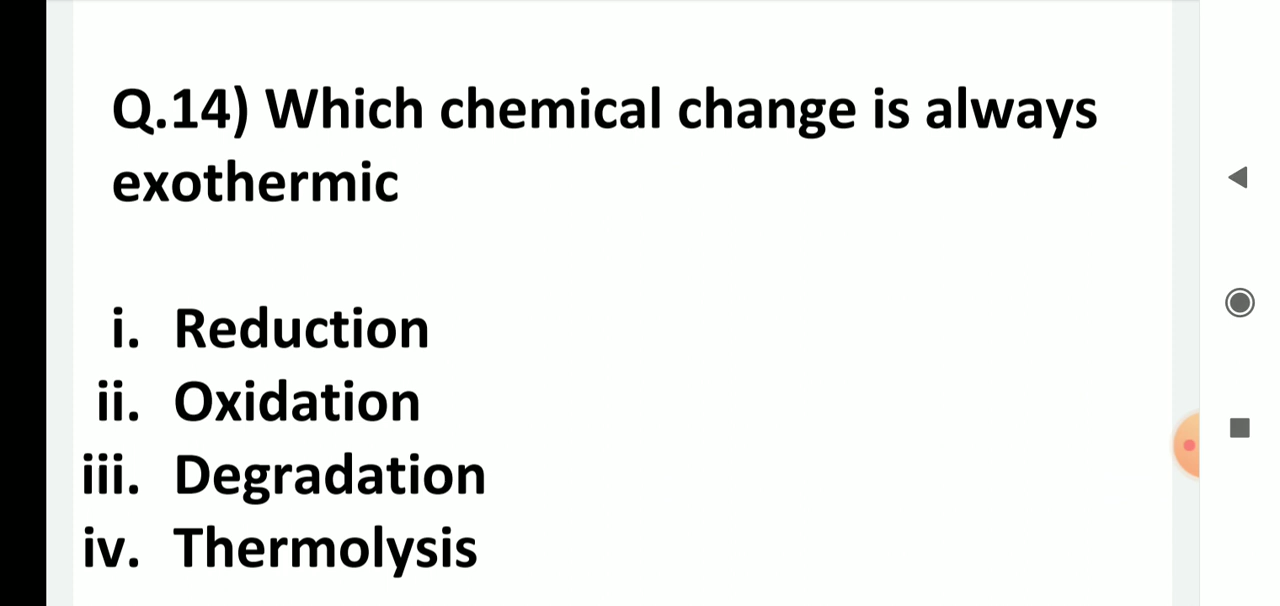 Q.14) Which chemical change is always
exothermic
i. Reduction
ii. Oxidation
iii. Degradation
iv. Thermolysis